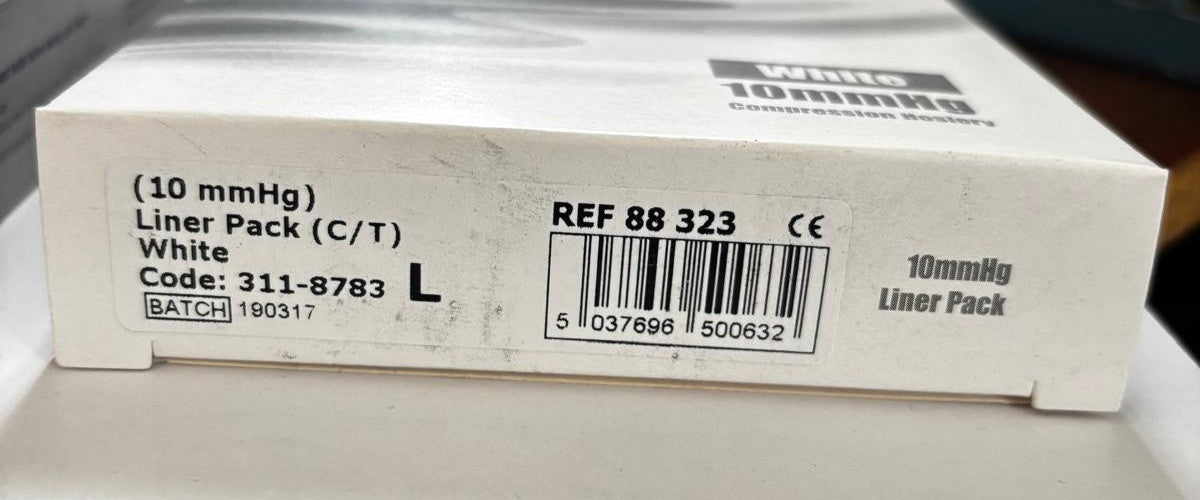 White
10mmHg
Compression Hosiery
(10 mmHg)
Liner Pack (C/T)
White
Code: 311-8783 L
BATCH 190317
REF 88 323 CE
5 037696 500632
10mmHg
Liner Pack